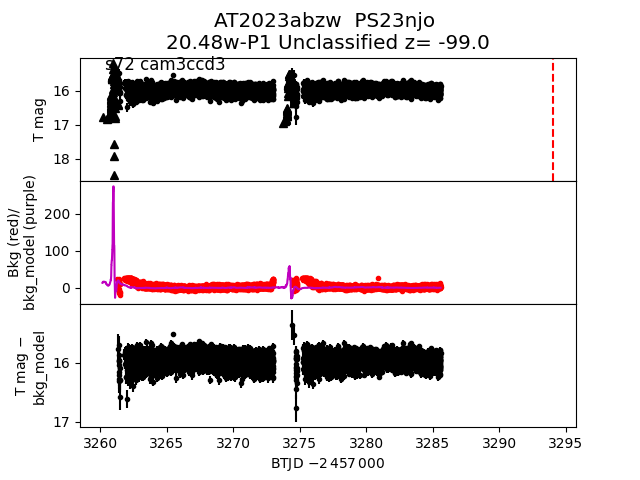 AT2023abzw  PS23njo
20.48w-P1 Unclassified z= -99.0
s72 cam3ccd3
16
17
18
T mag
200
100
0
Bkg (red)/
bkg_model (purple)
16
17
T mag −
bkg_model
3260 3265 3270 3275 3280 3285 3290 3295
BTJD −2 457 000